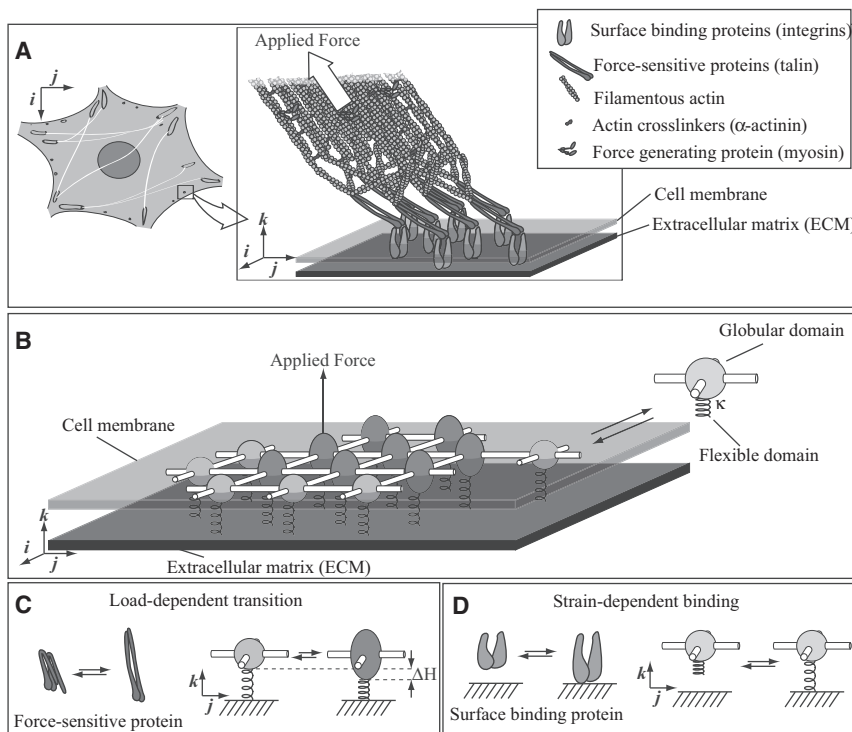 A
i
j
Applied Force
Surface binding proteins (integrins)
Force-sensitive proteins (talin)
Filamentous actin
Actin crosslinkers (α-actinin)
Force generating protein (myosin)
Cell membrane
Extracellular matrix (ECM)
k
i
j
B
Applied Force
Globular domain
κ
Flexible domain
Cell membrane
k
i
j
Extracellular matrix (ECM)
C
Load-dependent transition
k
j
ΔH
Force-sensitive protein
D
Strain-dependent binding
k
j
Surface binding protein